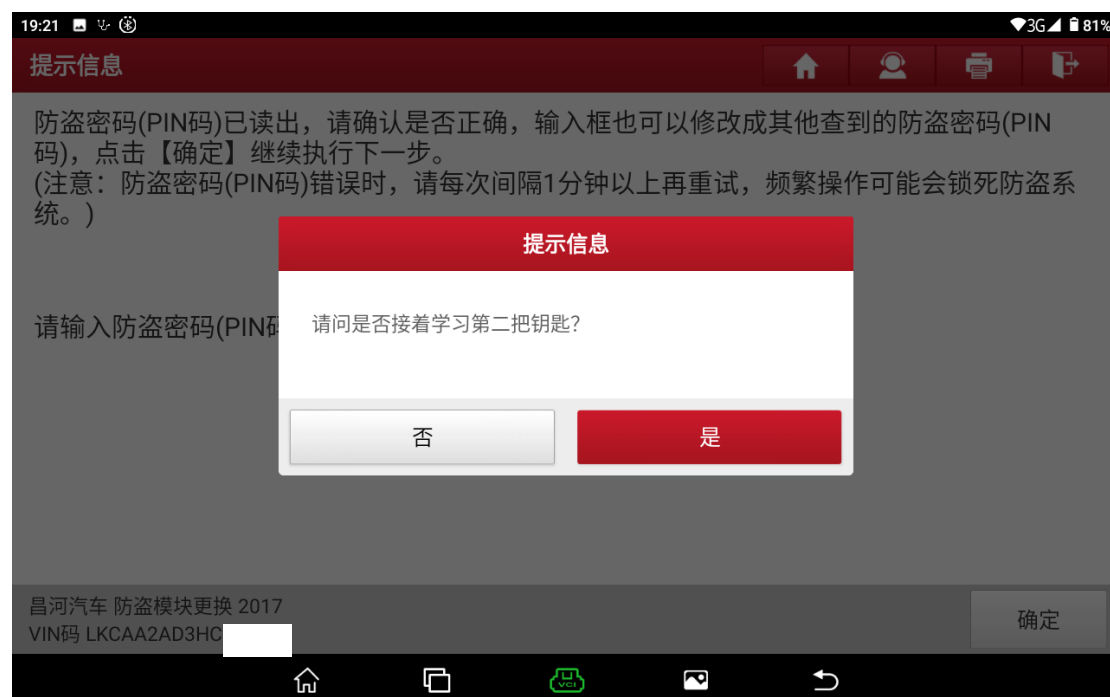 19:21
3G 81%
提示信息
防盗密码(PIN码)已读出，请确认是否正确，输入框也可以修改成其他查到的防盗密码(PIN
码)，点击【确定】继续执行下一步。
(注意：防盗密码(PIN码)错误时，请每次间隔1分钟以上再重试，频繁操作可能会锁死防盗系
统。)
提示信息
请输入防盗密码(PIN码
请问是否接着学习第二把钥匙？
否
是
昌河汽车 防盗模块更换 2017
VIN码 LKCAA2AD3HC
确定
VCI